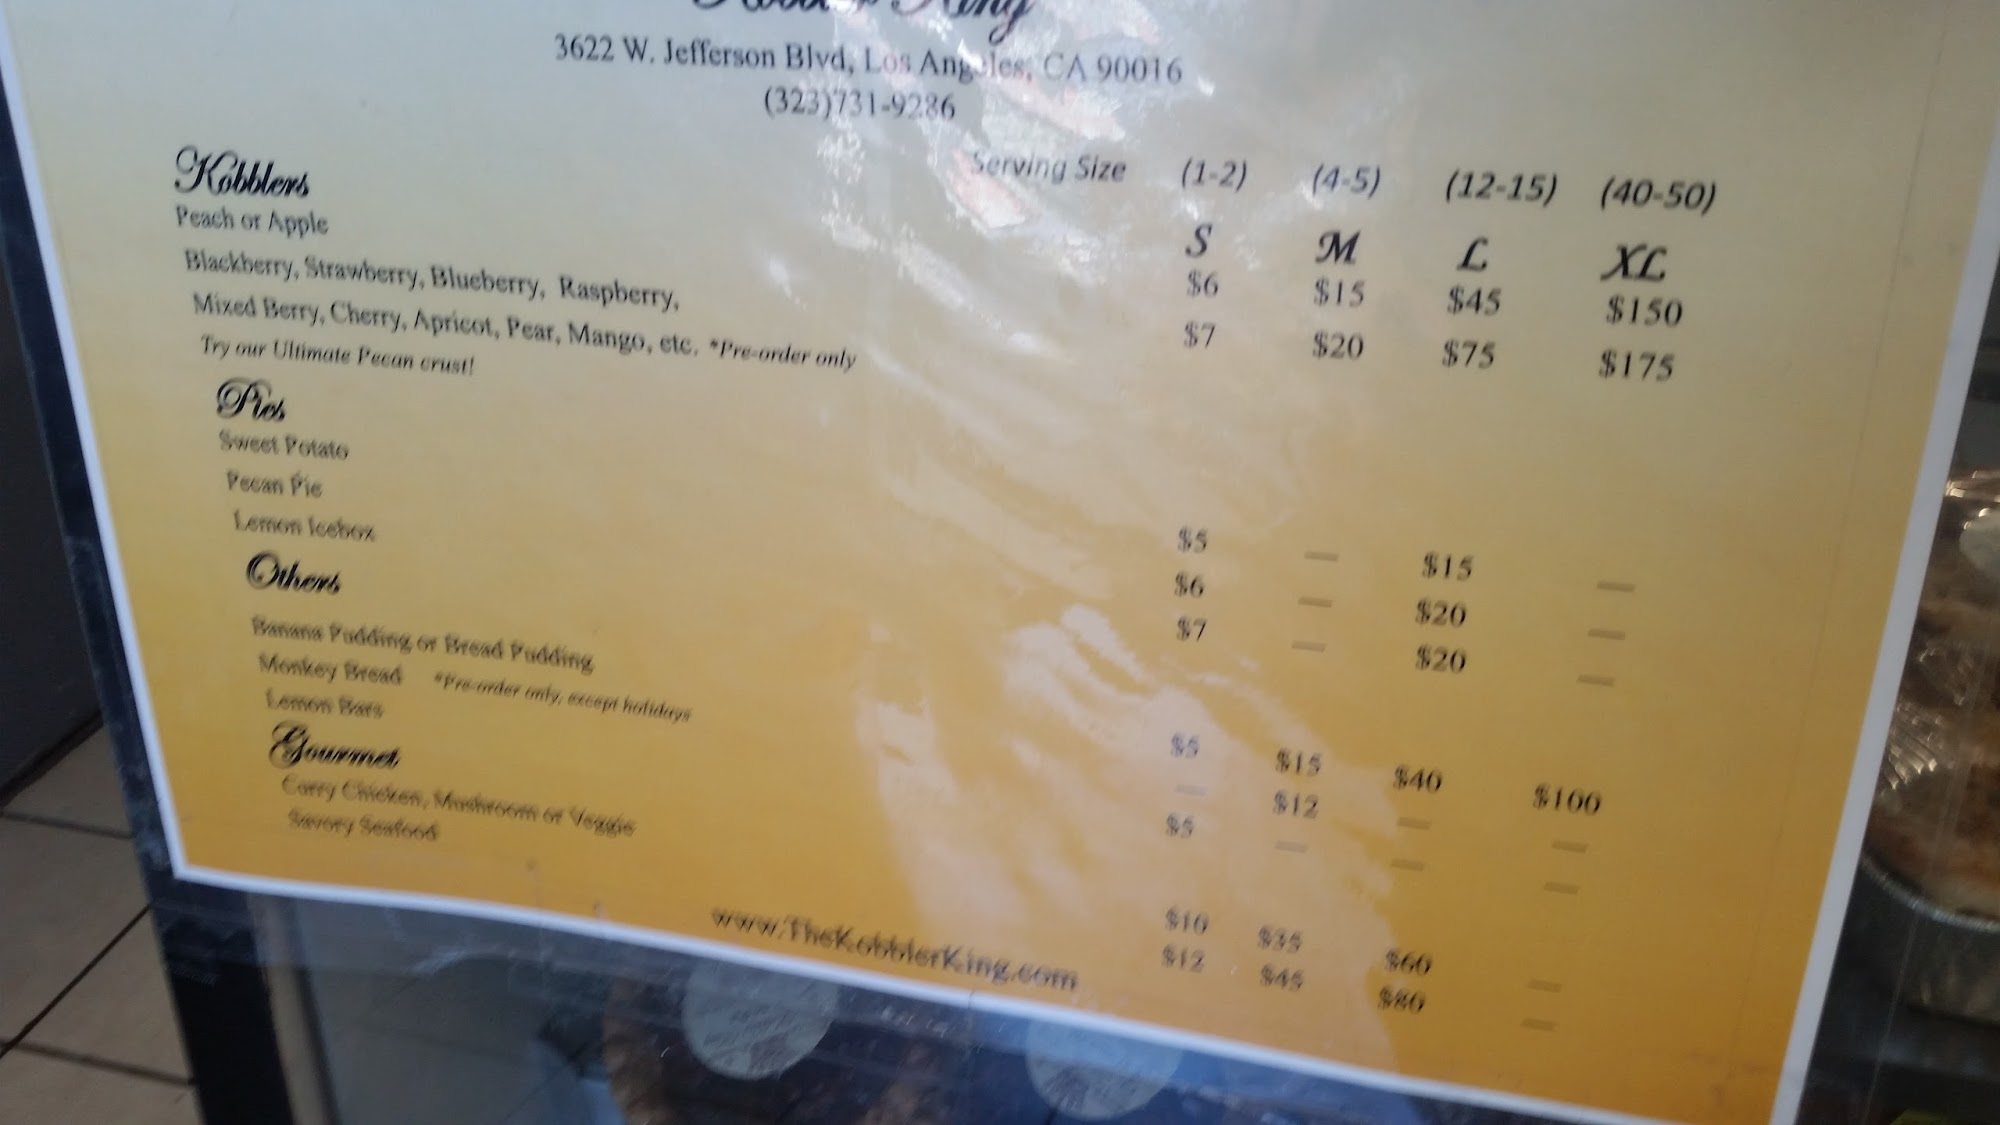 Kobbler King
3622 W. Jefferson Blvd, Los Angeles, CA 90016
(323)731-9286
Serving Size (1-2) (4-5) (12-15) (40-50)
Kobblers S M L XL
Peach or Apple $6 $15 $45 $150
Blackberry, Strawberry, Blueberry, Raspberry, $7 $20 $75 $175
Mixed Berry, Cherry, Apricot, Pear, Mango, etc. *Pre-order only
Try our Ultimate Pecan crust!
Pies
Sweet Potato $5 — $15 —
Pecan Pie $6 — $20 —
Lemon Icebox $7 — $20 —
Others
Banana Pudding or Bread Pudding $5 $15 $40 $100
Monkey Bread *Pre-order only, except holidays — $12 — —
Lemon Bars $5 — — —
Gourmet
Curry Chicken, Mushroom or Veggie $10 $35 $60 —
Savory Seafood $12 $45 $80 —
www.TheKobblerKing.com